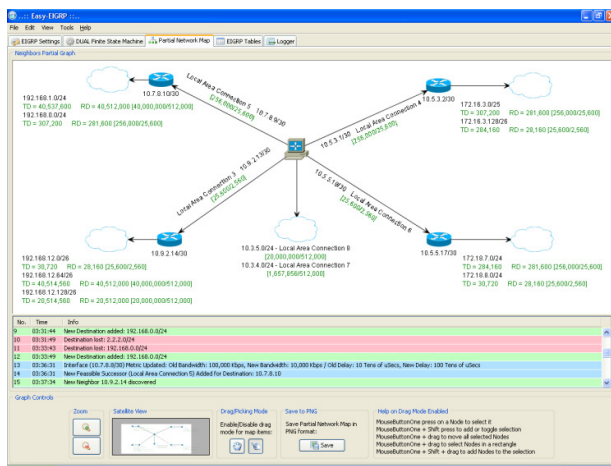 ..:: Easy-EIGRP ::..
File Edit View Tools Help
EIGRP Settings DUAL Finite State Machine Partial Network Map EIGRP Tables Logger
Neighbors Partial Graph
10.7.8.10/30
192.168.1.0/24
TD = 40,537,600 RD = 40,512,000 [40,000,000/512,000]
192.168.0.0/24
TD = 307,200 RD = 281,600 [256,000/25,600]
Local Area Connection 5 10.7.8.9/30
[256,000/25,600]
10.5.3.2/30
172.16.3.0/25
TD = 307,200 RD = 281,600 [256,000/25,600]
172.16.3.128/26
TD = 284,160 RD = 28,160 [25,600/2,560]
10.5.3.1/30 Local Area Connection 4
[256,000/25,600]
Local Area Connection 3 10.9.2.13/30
[25,600/2,560]
10.5.5.18/30 Local Area Connection 6
[25,600/2,560]
10.9.2.14/30
192.168.12.0/26
TD = 30,720 RD = 28,160 [25,600/2,560]
192.168.12.64/26
TD = 40,514,560 RD = 40,512,000 [40,000,000/512,000]
192.168.12.128/26
TD = 20,514,560 RD = 20,512,000 [20,000,000/512,000]
10.3.5.0/24 - Local Area Connection 8
[20,000,000/512,000]
10.3.4.0/24 - Local Area Connection 7
[1,657,856/512,000]
10.5.5.17/30
172.18.7.0/24
TD = 284,160 RD = 281,600 [256,000/25,600]
172.18.8.0/24
TD = 30,720 RD = 28,160 [25,600/2,560]
No. Time Info
9 03:31:44 New Destination added: 192.168.0.0/24
10 03:31:49 Destination lost: 2.2.2.0/24
11 03:33:43 Destination lost: 192.168.0.0/24
12 03:33:49 New Destination added: 192.168.0.0/24
13 03:36:31 Interface (10.7.8.8/30) Metric Updated: Old Bandwidth: 100,000 Kbps, New Bandwidth: 10,000 Kbps / Old Delay: 10 Tens of uSecs, New Delay: 100 Tens of uSecs
14 03:36:31 New Feasible Successor (Local Area Connection 5) Added for Destination: 10.7.8.10
15 03:37:34 New Neighbor 10.9.2.14 discovered
Graph Controls
Zoom
Satellite View
Drag/Picking Mode
Enable/Disable drag
mode for map items:
Save to PNG
Save Partial Network Map in
PNG format:
Save
Help on Drag Mode Enabled
MouseButtonOne press on a Node to select it
MouseButtonOne + Shift press to add or toggle selection
MouseButtonOne + drag to move all selected Nodes
MouseButtonOne + drag to select Nodes in a rectangle
MouseButtonOne + Shift + drag to add Nodes to the selection